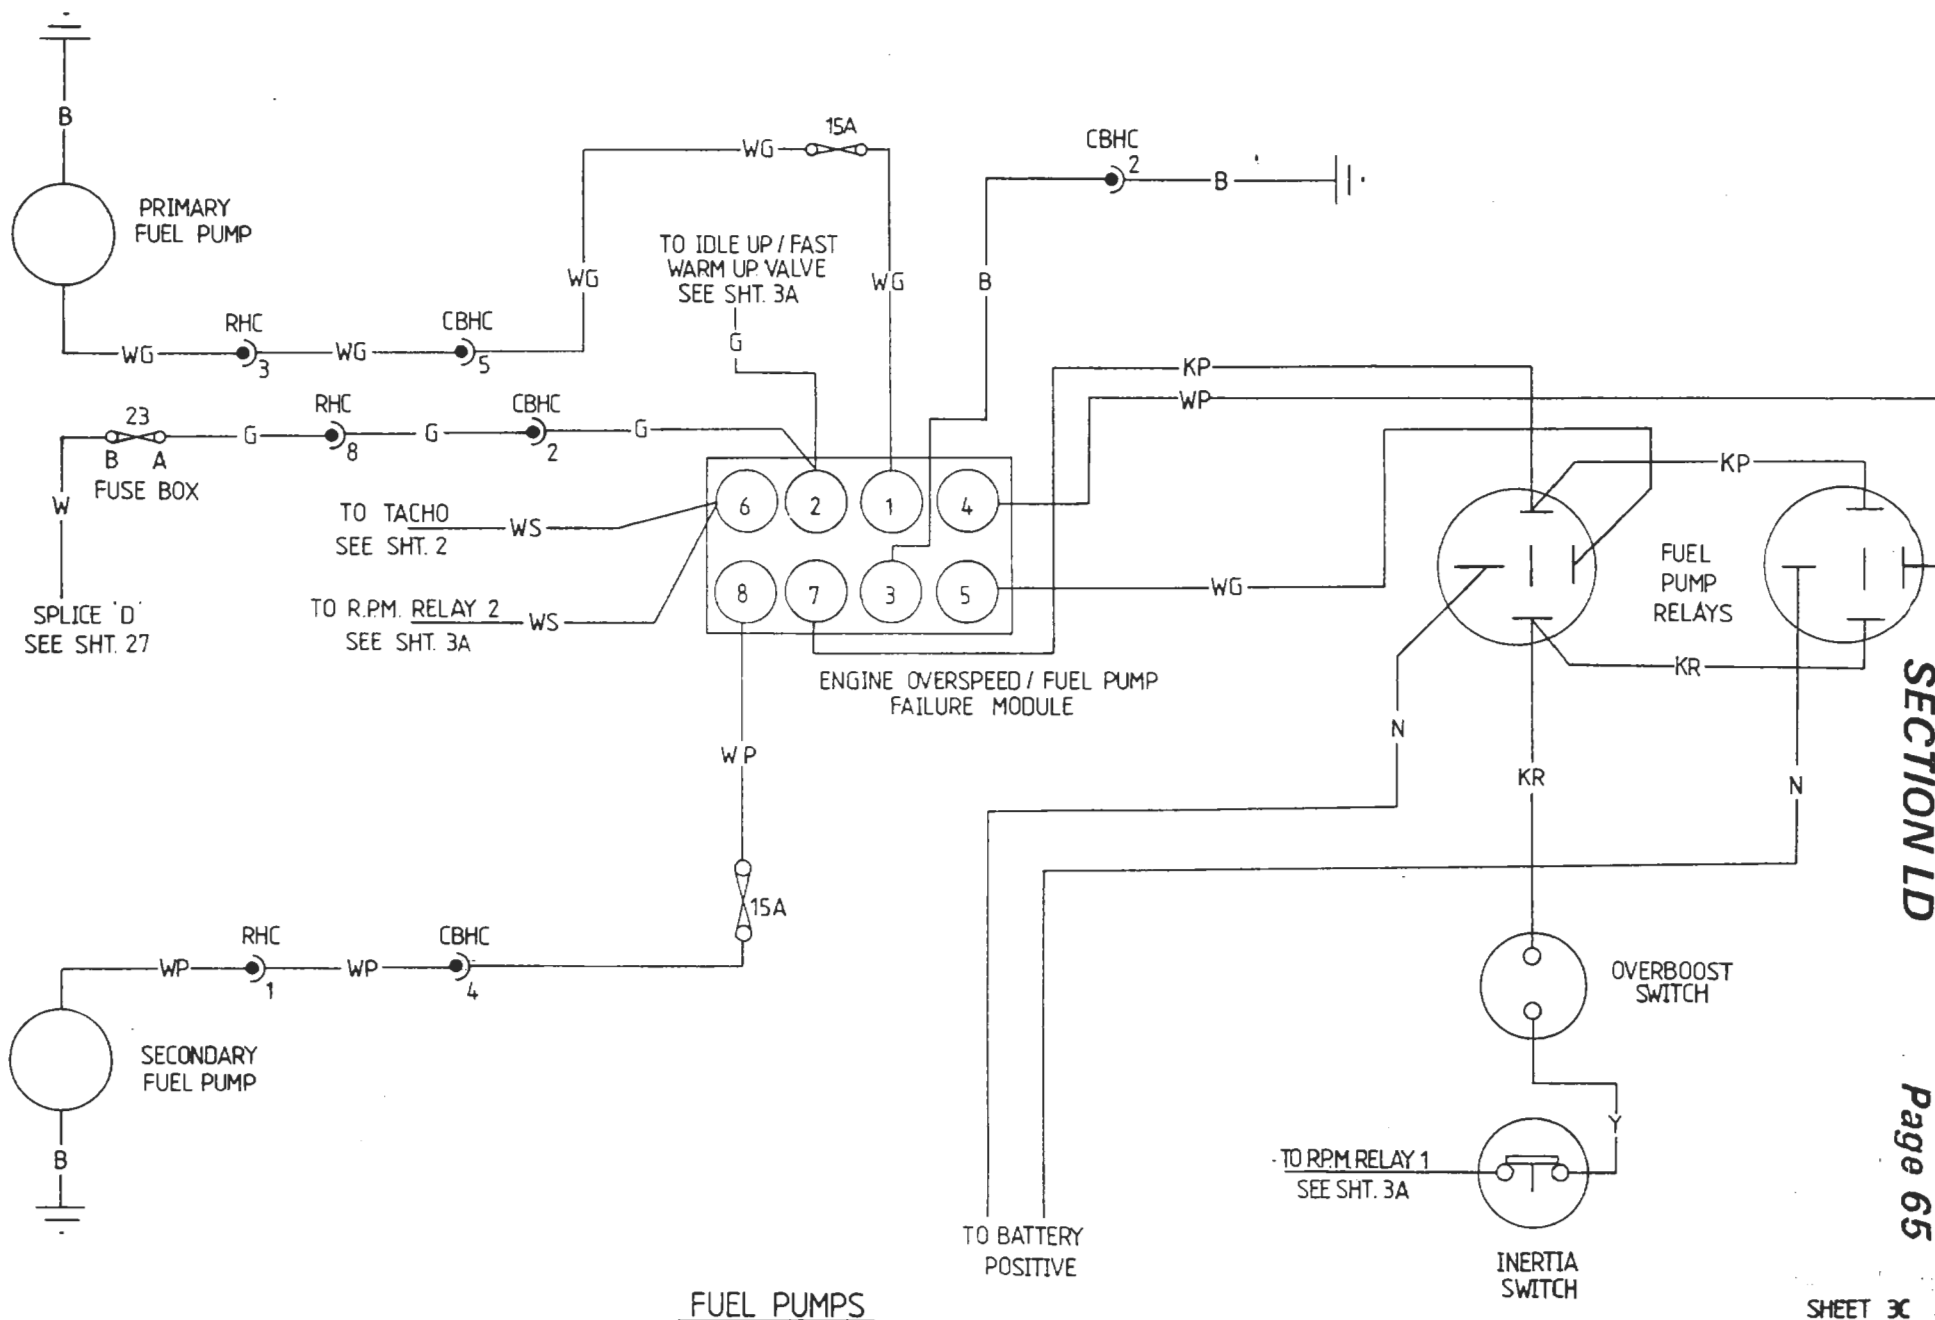 B
PRIMARY
FUEL PUMP
WG
RHC
3
WG
CBHC
5
WG
WG
15A
WG
TO IDLE UP / FAST
WARM UP VALVE
SEE SHT. 3A
G
CBHC
2
B
B
KP
WP
W
23
B A
FUSE BOX
G
RHC
8
G
CBHC
2
G
SPLICE 'D'
SEE SHT. 27
TO TACHO
SEE SHT. 2
WS
TO R.P.M. RELAY 2
SEE SHT. 3A
WS
6 2 1 4
8 7 3 5
ENGINE OVERSPEED / FUEL PUMP
FAILURE MODULE
WG
KP
FUEL
PUMP
RELAYS
KR
N
KR
N
WP
15A
WP
RHC
1
WP
CBHC
4
SECONDARY
FUEL PUMP
B
OVERBOOST
SWITCH
Y
TO R.P.M. RELAY 1
SEE SHT. 3A
INERTIA
SWITCH
TO BATTERY
POSITIVE
FUEL PUMPS
SECTION LD
Page 65
SHEET 3C